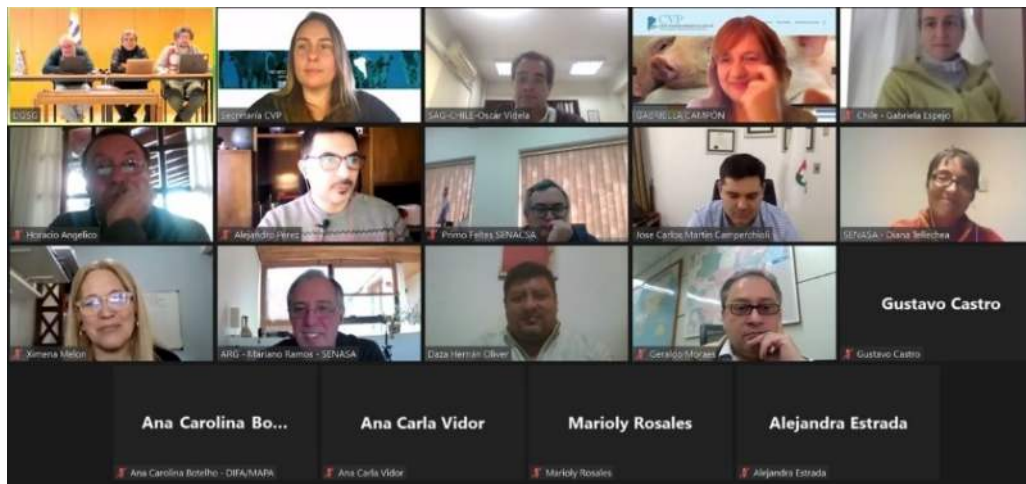 DGSG
Secretaría CVP
SAG-CHILE-Oscar Videla
CVP
GABRIELLA CAMPÓN
Chile - Gabriela Espejo
Horacio Angelico
Alejandro Perez
Primo Feltes SENACSA
Jose Carlos Martin Camperchioli
SENASA - Diana Tellechea
Ximena Melon
ARG - Mariano Ramos - SENASA
Daza Hernán Oliver
Geraldo Moraes
Gustavo Castro
Gustavo Castro
Ana Carolina Bo...
Ana Carla Vidor
Marioly Rosales
Alejandra Estrada
Ana Carolina Botelho - DIFA/MAPA
Ana Carla Vidor
Marioly Rosales
Alejandra Estrada